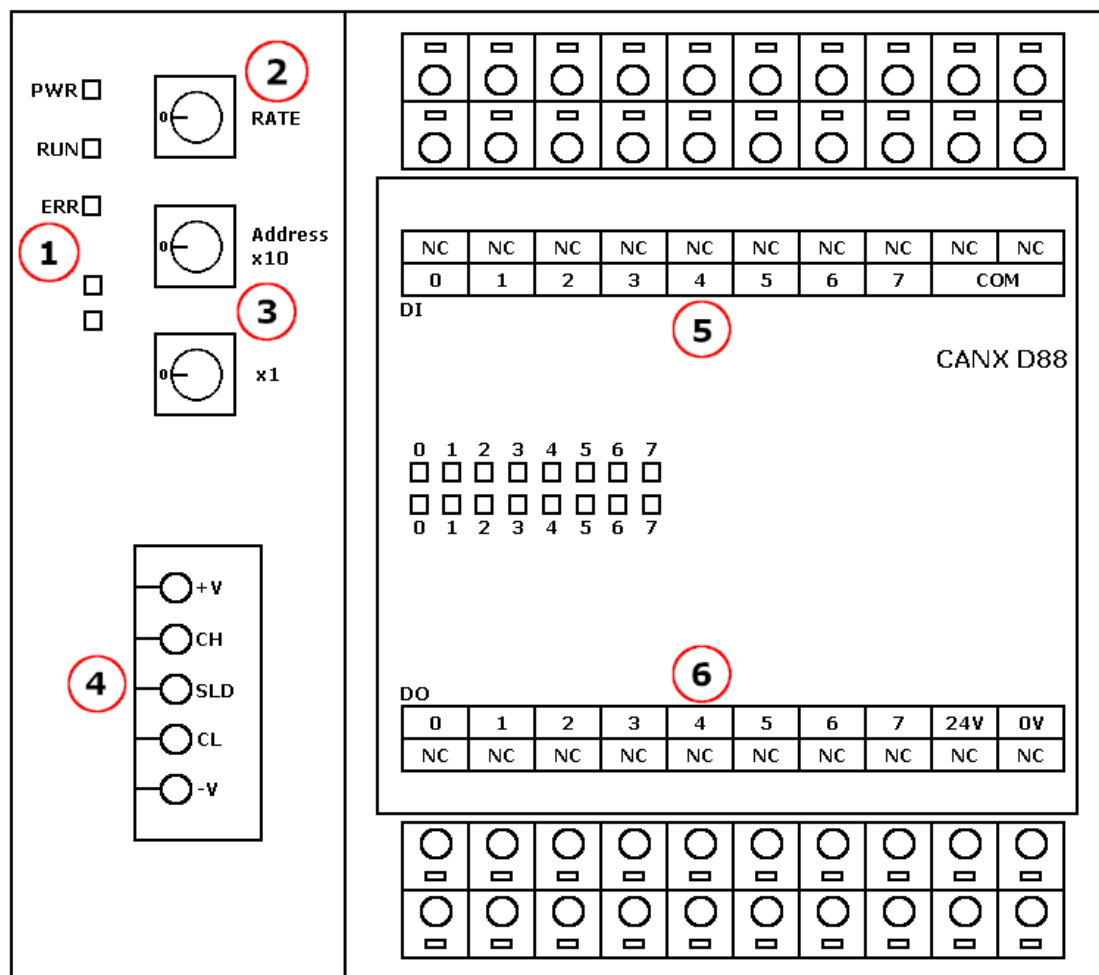 PWR
RUN
ERR
1
2
0
RATE
0
Address
x10
3
0
x1
4
+V
CH
SLD
CL
-V
NC NC NC NC NC NC NC NC NC NC
0 1 2 3 4 5 6 7 COM
DI
5
CANX D88
0 1 2 3 4 5 6 7
0 1 2 3 4 5 6 7
6
DO
0 1 2 3 4 5 6 7 24V 0V
NC NC NC NC NC NC NC NC NC NC